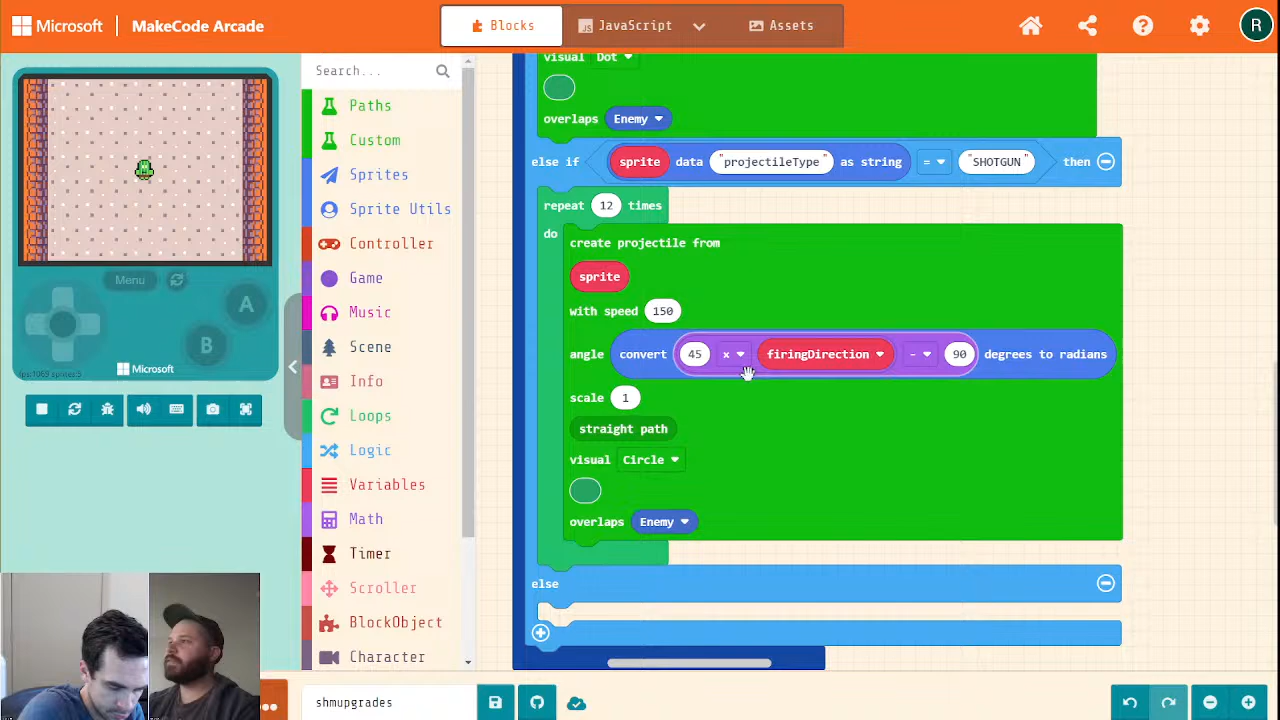 Microsoft MakeCode Arcade Blocks JavaScript Assets R
Search...
Paths
Custom
Sprites
Sprite Utils
Controller
Game
Music
Scene
Info
Loops
Logic
Variables
Math
Timer
Scroller
BlockObject
Character
Menu
A
B
Microsoft
visual Dot
overlaps Enemy
else if sprite data "projectileType" as string = "SHOTGUN" then
repeat 12 times
do
create projectile from
sprite
with speed 150
angle convert 45 x firingDirection - 90 degrees to radians
scale 1
straight path
visual Circle
overlaps Enemy
else
shmupgrades